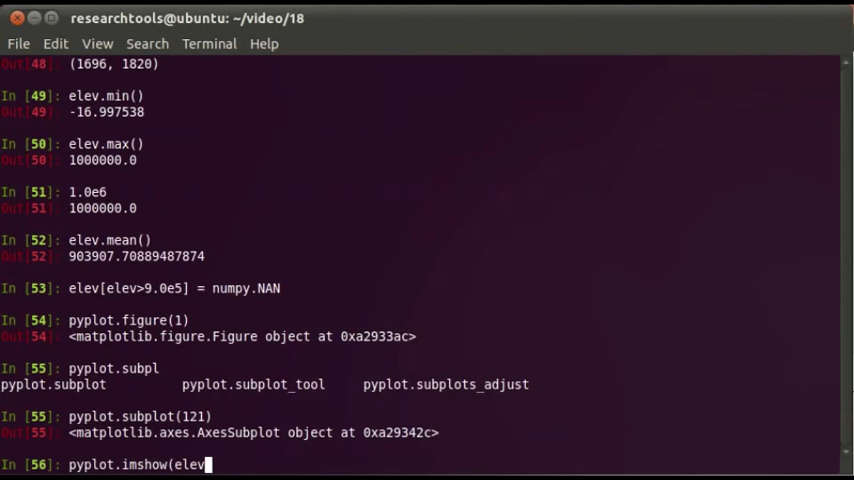 researchtools@ubuntu: ~/video/18
File Edit View Search Terminal Help
Out[48]: (1696, 1820)
In [49]: elev.min()
Out[49]: -16.997538
In [50]: elev.max()
Out[50]: 1000000.0
In [51]: 1.0e6
Out[51]: 1000000.0
In [52]: elev.mean()
Out[52]: 903907.70889487874
In [53]: elev[elev>9.0e5] = numpy.NAN
In [54]: pyplot.figure(1)
Out[54]: <matplotlib.figure.Figure object at 0xa2933ac>
In [55]: pyplot.subpl
pyplot.subplot pyplot.subplot_tool pyplot.subplots_adjust
In [55]: pyplot.subplot(121)
Out[55]: <matplotlib.axes.AxesSubplot object at 0xa29342c>
In [56]: pyplot.imshow(elev